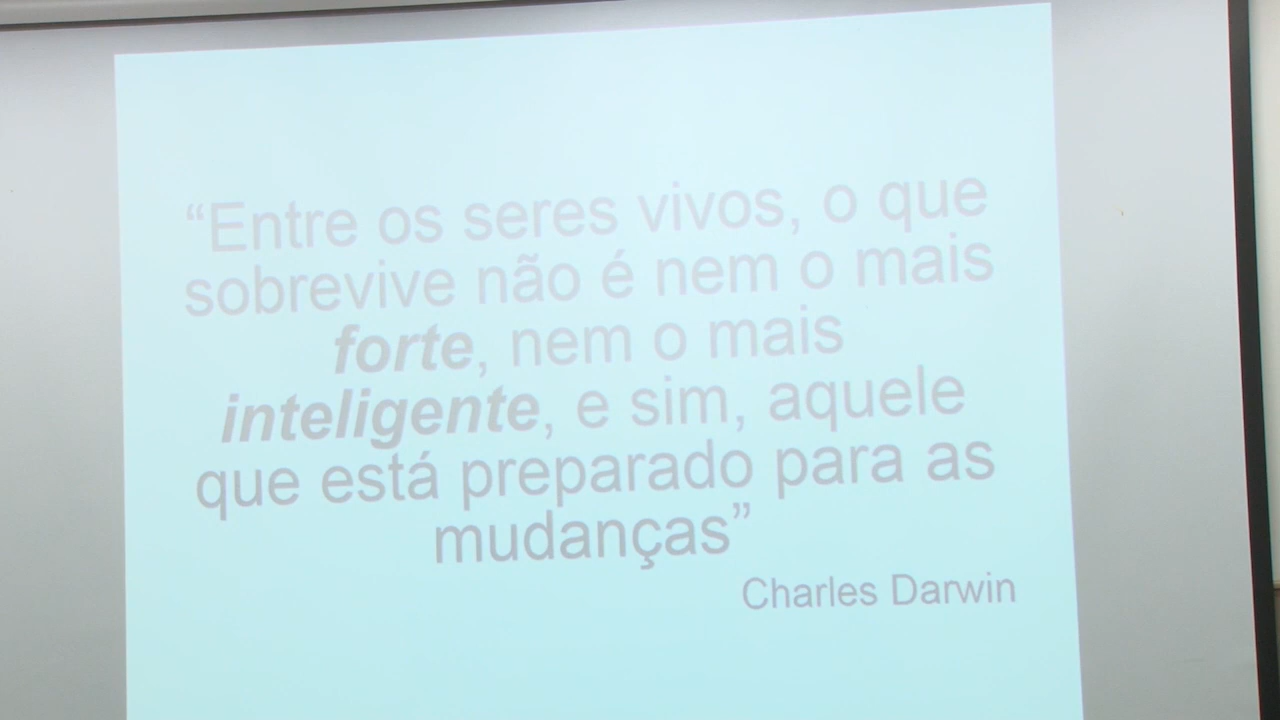 “Entre os seres vivos, o que
sobrevive não é nem o mais
forte, nem o mais
inteligente, e sim, aquele
que está preparado para as
mudanças”
Charles Darwin